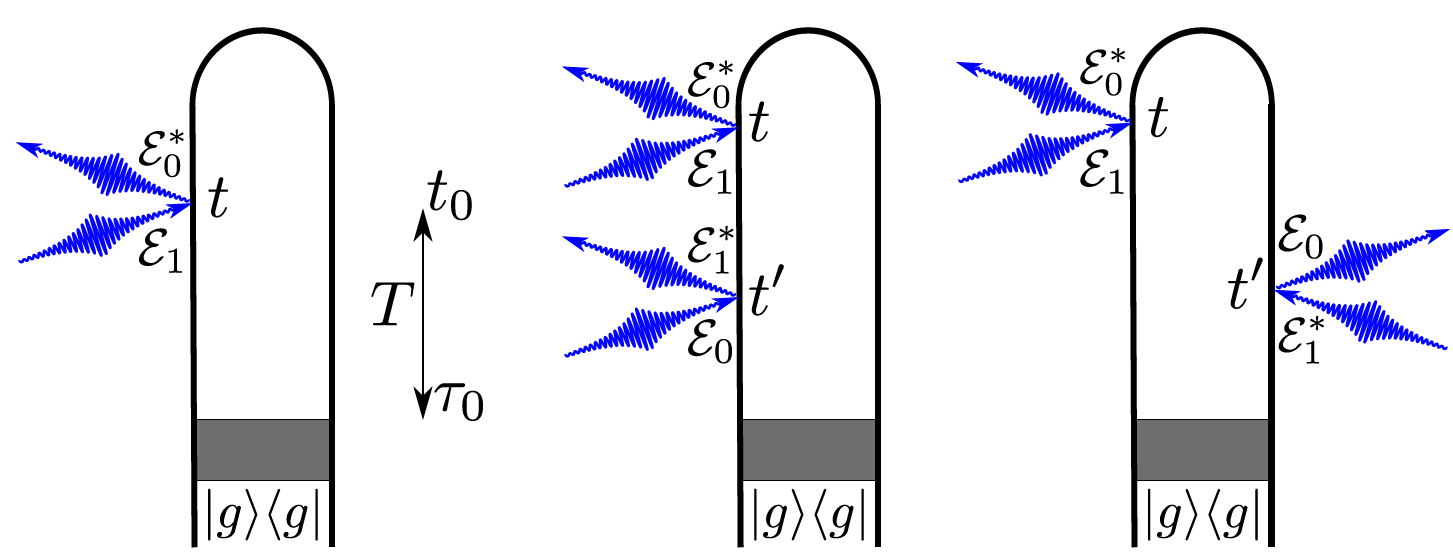 ℰ₀*
t
ℰ₁
t₀
T
τ₀
|g⟩⟨g|
ℰ₀*
t
ℰ₁
ℰ₁*
t′
ℰ₀
|g⟩⟨g|
ℰ₀*
t
ℰ₁
ℰ₀
t′
ℰ₁*
|g⟩⟨g|